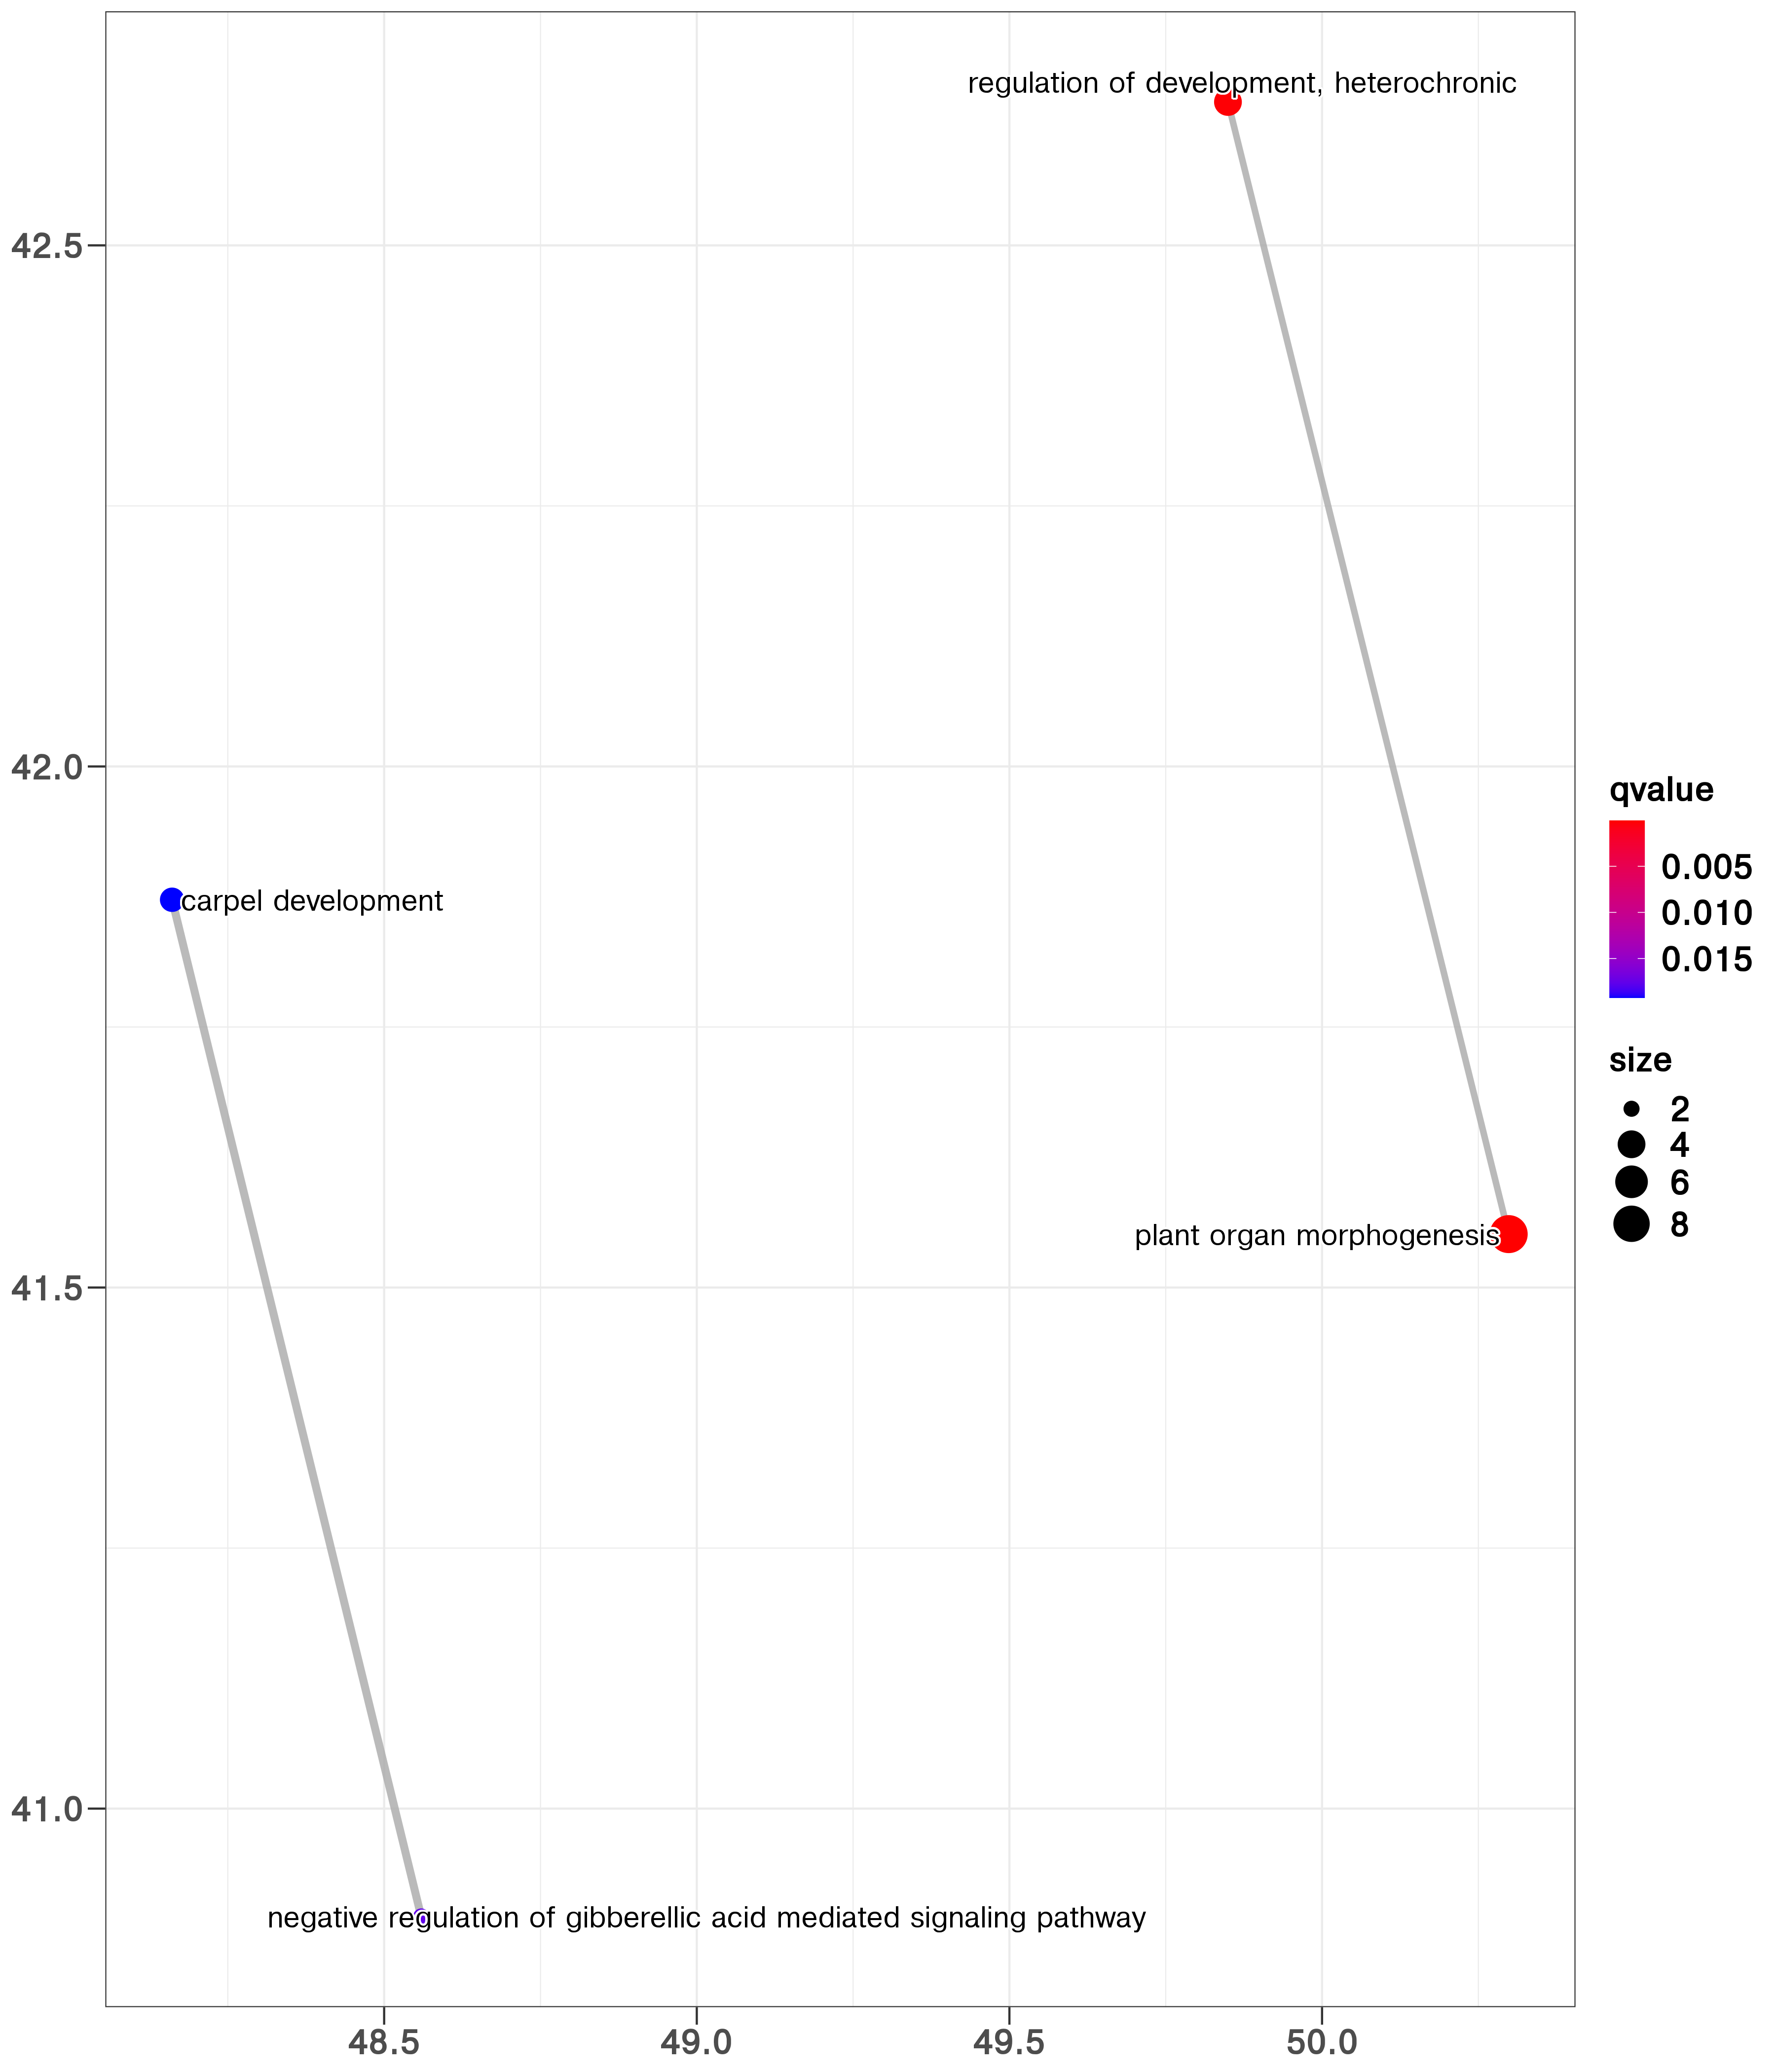 regulation of development, heterochronic
42.5
42.0
carpel development
plant organ morphogenesis
41.5
41.0
negative regulation of gibberellic acid mediated signaling pathway
48.5
49.0
49.5
50.0
qvalue
0.005
0.010
0.015
size
2
4
6
8